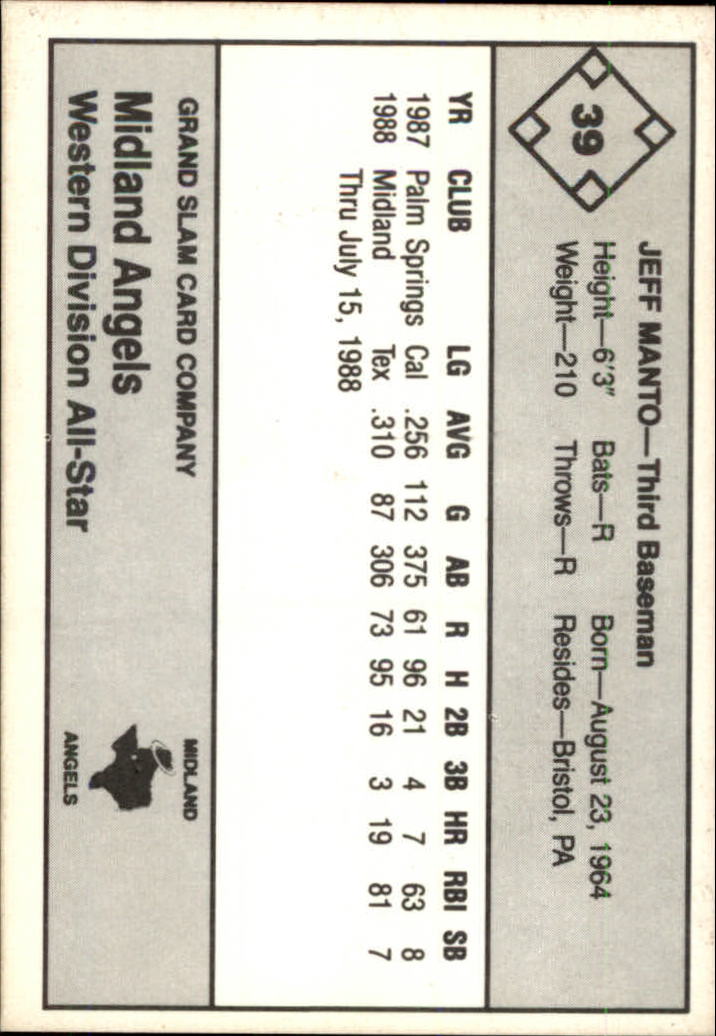 39
JEFF MANTO—Third Baseman
Height—6'3" Bats—R Born—August 23, 1964
Weight—210 Throws—R Resides—Bristol, PA
YR CLUB LG AVG G AB R H 2B 3B HR RBI SB
1987 Palm Springs Cal .256 112 375 61 96 21 4 7 63 8
1988 Midland Tex .310 87 306 73 95 16 3 19 81 7
Thru July 15, 1988
GRAND SLAM CARD COMPANY
Midland Angels
Western Division All-Star
MIDLAND
ANGELS